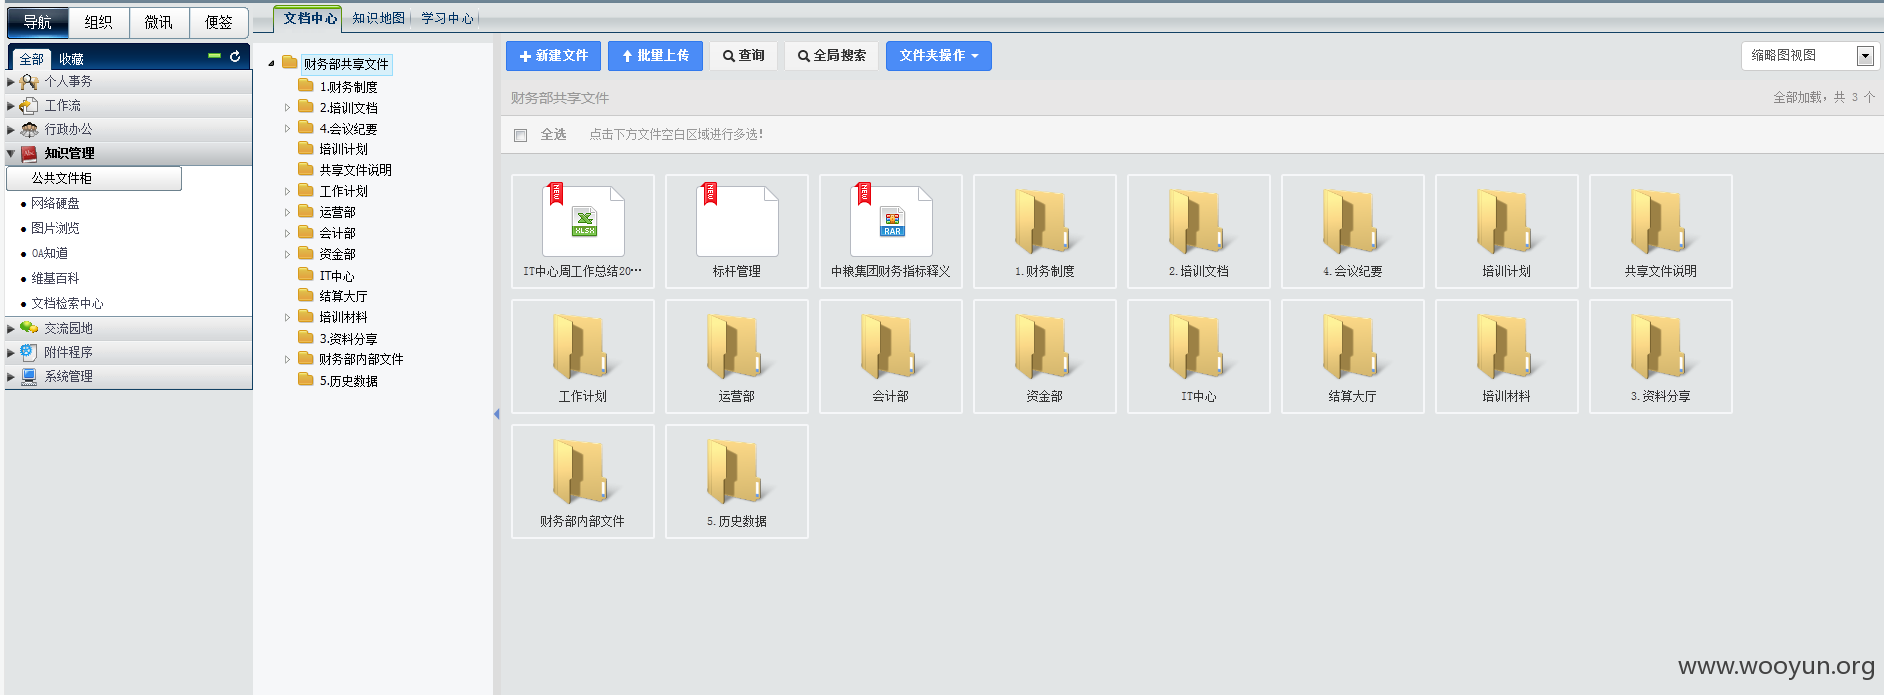 导航 组织 微讯 便签
全部 收藏
个人事务
工作流
行政办公
知识管理
公共文件柜
网络硬盘
图片浏览
OA知道
维基百科
文档检索中心
交流园地
附件程序
系统管理
文档中心 知识地图 学习中心
财务部共享文件
1.财务制度
2.培训文档
4.会议纪要
培训计划
共享文件说明
工作计划
运营部
会计部
资金部
IT中心
结算大厅
培训材料
3.资料分享
财务部内部文件
5.历史数据
新建文件 批量上传 查询 全局搜索 文件夹操作 缩略图视图
财务部共享文件 全部加载，共 3 个
全选 点击下方文件空白区域进行多选!
NEW XLSX NEW NEW RAR
IT中心周工作总结20… 标杆管理 中粮集团财务指标释义 1.财务制度 2.培训文档 4.会议纪要 培训计划 共享文件说明
工作计划 运营部 会计部 资金部 IT中心 结算大厅 培训材料 3.资料分享
财务部内部文件 5.历史数据
www.wooyun.org